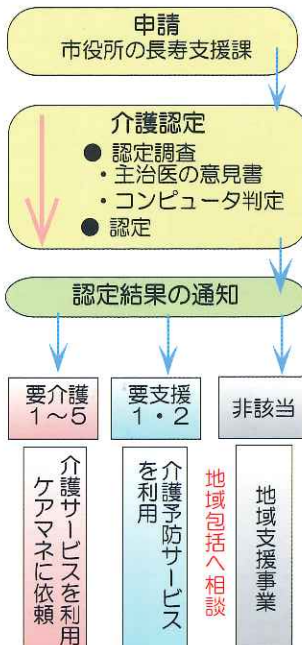 申請
市役所の長寿支援課
介護認定
● 認定調査
・主治医の意見書
・コンピュータ判定
● 認定
認定結果の通知
要介護
1~5
要支援
1・2
非該当
介護サービスを利用
ケアマネに依頼
介護予防サービス
を利用
地域包括へ相談
地域支援事業